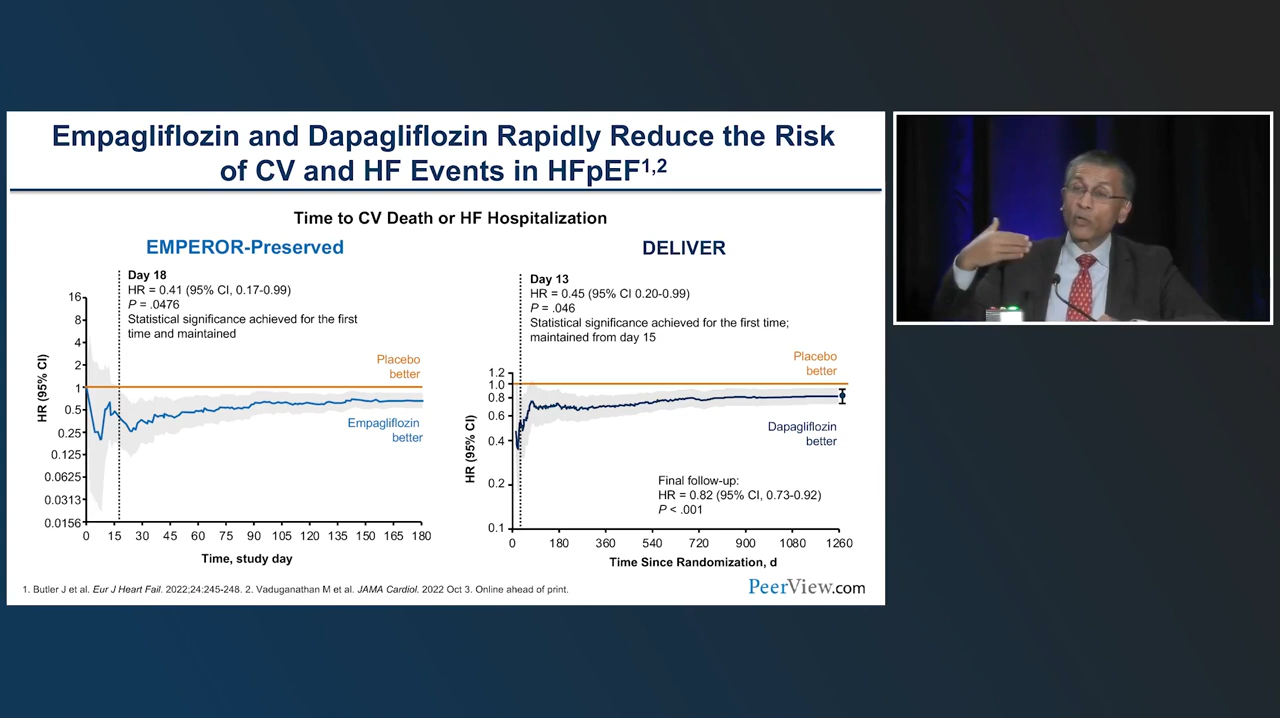 Empagliflozin and Dapagliflozin Rapidly Reduce the Risk
of CV and HF Events in HFpEF1,2
Time to CV Death or HF Hospitalization
EMPEROR-Preserved
Day 18
HR = 0.41 (95% CI, 0.17-0.99)
P = .0476
Statistical significance achieved for the first
time and maintained
HR (95% CI)
16
8
4
2
1
0.5
0.25
0.125
0.0625
0.0313
0.0156
Placebo
better
Empagliflozin
better
0 15 30 45 60 75 90 105 120 135 150 165 180
Time, study day
DELIVER
Day 13
HR = 0.45 (95% CI 0.20-0.99)
P = .046
Statistical significance achieved for the first time;
maintained from day 15
HR (95% CI)
1.2
1.0
0.8
0.6
0.4
0.2
0.1
Placebo
better
Dapagliflozin
better
Final follow-up:
HR = 0.82 (95% CI, 0.73-0.92)
P < .001
0 180 360 540 720 900 1080 1260
Time Since Randomization, d
1. Butler J et al. Eur J Heart Fail. 2022;24:245-248. 2. Vaduganathan M et al. JAMA Cardiol. 2022 Oct 3. Online ahead of print.
PeerView.com